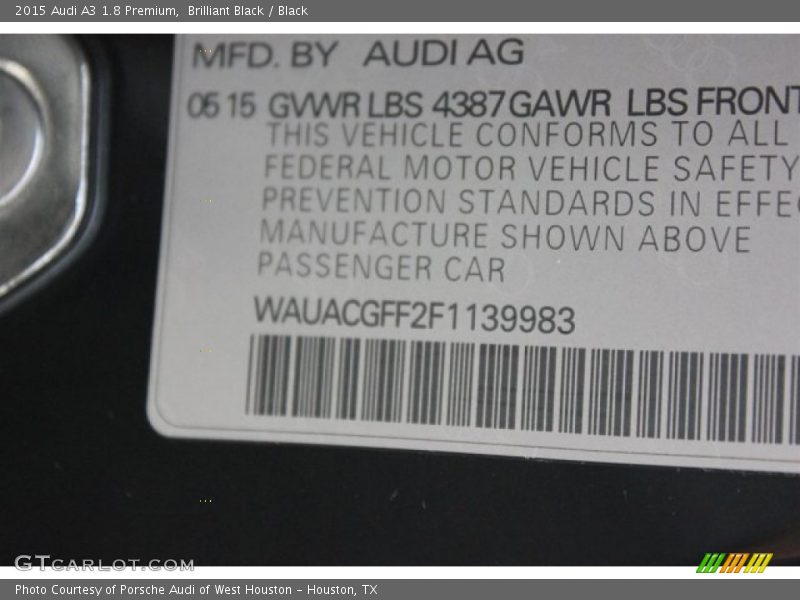 2015 Audi A3 1.8 Premium, Brilliant Black / Black
MFD. BY AUDI AG
05 15 GVWR LBS 4387 GAWR LBS FRONT
THIS VEHICLE CONFORMS TO ALL
FEDERAL MOTOR VEHICLE SAFETY
PREVENTION STANDARDS IN EFFEC
MANUFACTURE SHOWN ABOVE
PASSENGER CAR
WAUACGFF2F1139983
GTCARLOT.COM
Photo Courtesy of Porsche Audi of West Houston - Houston, TX